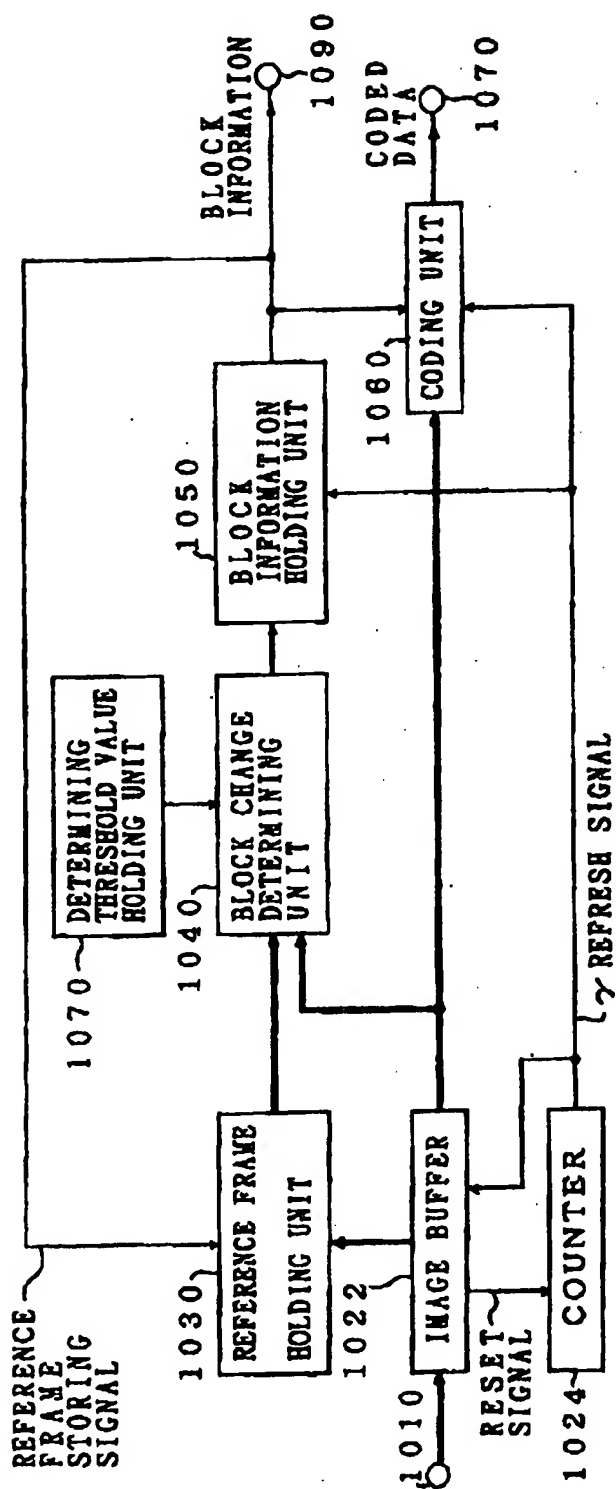 REFERENCE
FRAME
STORING
SIGNAL
1070
DETERMINING
THRESHOLD VALUE
HOLDING UNIT
BLOCK
INFORMATION
1090
1030
REFERENCE FRAME
HOLDING UNIT
1040
BLOCK CHANGE
DETERMINING
UNIT
1050
BLOCK
INFORMATION
HOLDING UNIT
1010
1022
IMAGE BUFFER
1060
CODING UNIT
CODED
DATA
1070
RESET
SIGNAL
1024
COUNTER
REFRESH SIGNAL